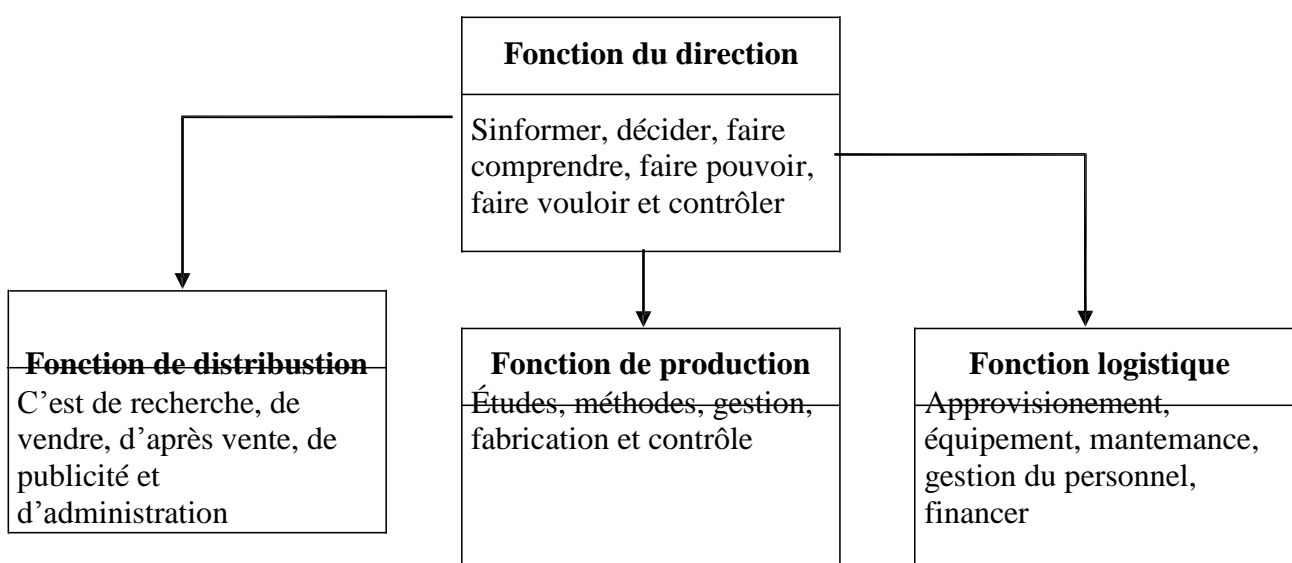 Fonction du direction
Sinformer, décider, faire
comprendre, faire pouvoir,
faire vouloir et contrôler
Fonction de distribustion
C’est de recherche, de
vendre, d’après vente, de
publicité et
d’administration
Fonction de production
Études, méthodes, gestion,
fabrication et contrôle
Fonction logistique
Approvisionement,
équipement, mantemance,
gestion du personnel,
financer